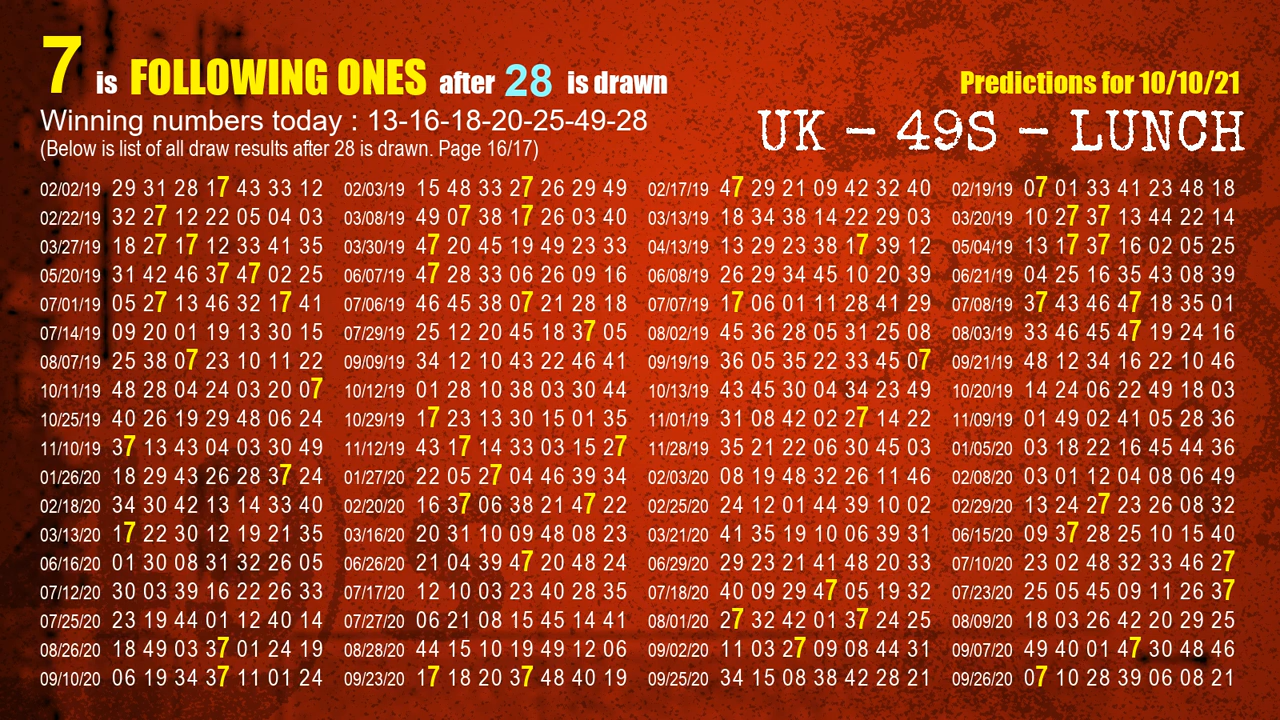 7 is FOLLOWING ONES after 28 is drawn
Predictions for 10/10/21
Winning numbers today : 13-16-18-20-25-49-28
UK - 49S - LUNCH
(Below is list of all draw results after 28 is drawn. Page 16/17)
02/02/19 29 31 28 17 43 33 12 02/03/19 15 48 33 27 26 29 49 02/17/19 47 29 21 09 42 32 40 02/19/19 07 01 33 41 23 48 18
02/22/19 32 27 12 22 05 04 03 03/08/19 49 07 38 17 26 03 40 03/13/19 18 34 38 14 22 29 03 03/20/19 10 27 37 13 44 22 14
03/27/19 18 27 17 12 33 41 35 03/30/19 47 20 45 19 49 23 33 04/13/19 13 29 23 38 17 39 12 05/04/19 13 17 37 16 02 05 25
05/20/19 31 42 46 37 47 02 25 06/07/19 47 28 33 06 26 09 16 06/08/19 26 29 34 45 10 20 39 06/21/19 04 25 16 35 43 08 39
07/01/19 05 27 13 46 32 17 41 07/06/19 46 45 38 07 21 28 18 07/07/19 17 06 01 11 28 41 29 07/08/19 37 43 46 47 18 35 01
07/14/19 09 20 01 19 13 30 15 07/29/19 25 12 20 45 18 37 05 08/02/19 45 36 28 05 31 25 08 08/03/19 33 46 45 47 19 24 16
08/07/19 25 38 07 23 10 11 22 09/09/19 34 12 10 43 22 46 41 09/19/19 36 05 35 22 33 45 07 09/21/19 48 12 34 16 22 10 46
10/11/19 48 28 04 24 03 20 07 10/12/19 01 28 10 38 03 30 44 10/13/19 43 45 30 04 34 23 49 10/20/19 14 24 06 22 49 18 03
10/25/19 40 26 19 29 48 06 24 10/29/19 17 23 13 30 15 01 35 11/01/19 31 08 42 02 27 14 22 11/09/19 01 49 02 41 05 28 36
11/10/19 37 13 43 04 03 30 49 11/12/19 43 17 14 33 03 15 27 11/28/19 35 21 22 06 30 45 03 01/05/20 03 18 22 16 45 44 36
01/26/20 18 29 43 26 28 37 24 01/27/20 22 05 27 04 46 39 34 02/03/20 08 19 48 32 26 11 46 02/08/20 03 01 12 04 08 06 49
02/18/20 34 30 42 13 14 33 40 02/20/20 16 37 06 38 21 47 22 02/25/20 24 12 01 44 39 10 02 02/29/20 13 24 27 23 26 08 32
03/13/20 17 22 30 12 19 21 35 03/16/20 20 31 10 09 48 08 23 03/21/20 41 35 19 10 06 39 31 06/15/20 09 37 28 25 10 15 40
06/16/20 01 30 08 31 32 26 05 06/26/20 21 04 39 47 20 48 24 06/29/20 29 23 21 41 48 20 33 07/10/20 23 02 48 32 33 46 27
07/12/20 30 03 39 16 22 26 33 07/17/20 12 10 03 23 40 28 35 07/18/20 40 09 29 47 05 19 32 07/23/20 25 05 45 09 11 26 37
07/25/20 23 19 44 01 12 40 14 07/27/20 06 21 08 15 45 14 41 08/01/20 27 32 42 01 37 24 25 08/09/20 18 03 26 42 20 29 25
08/26/20 18 49 03 37 01 24 19 08/28/20 44 15 10 19 49 12 06 09/02/20 11 03 27 09 08 44 31 09/07/20 49 40 01 47 30 48 46
09/10/20 06 19 34 37 11 01 24 09/23/20 17 18 20 37 48 40 19 09/25/20 34 15 08 38 42 28 21 09/26/20 07 10 28 39 06 08 21